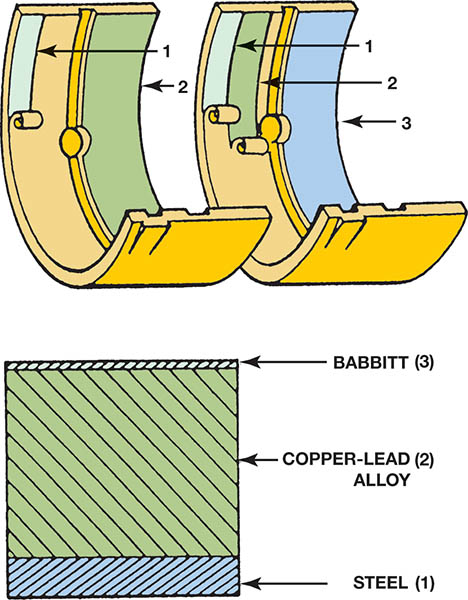 1
2
1
2
3
BABBITT (3)
COPPER-LEAD (2)
ALLOY
STEEL (1)